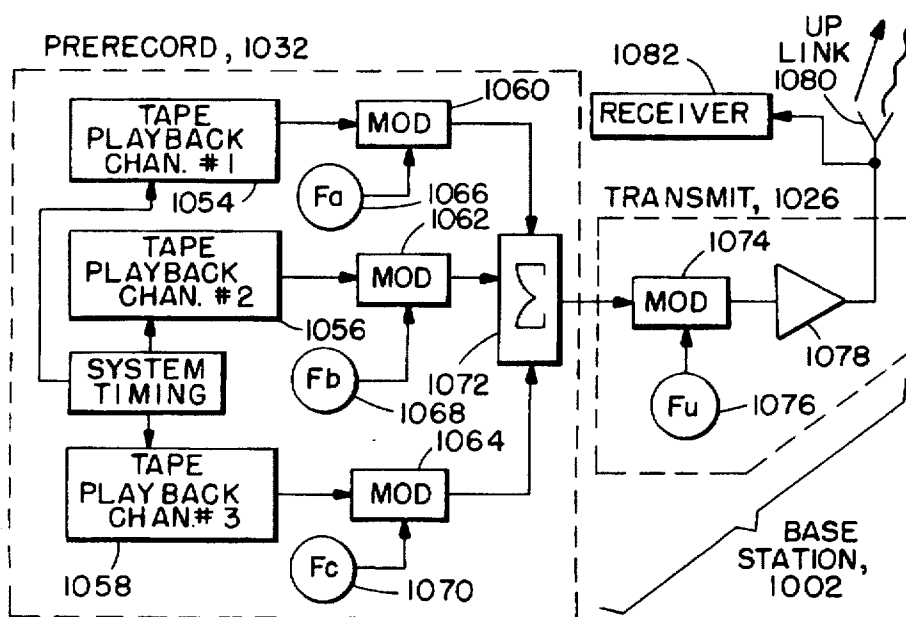 PRERECORD, 1032
TAPE
PLAYBACK
CHAN. #1
1054
MOD
1060
Fa
1066
TAPE
PLAYBACK
CHAN. #2
1056
MOD
1062
Fb
1068
SYSTEM
TIMING
TAPE
PLAYBACK
CHAN.# 3
1058
MOD
1064
Fc
1070
Σ
1072
UP
LINK
1080
1082
RECEIVER
TRANSMIT, 1026
1074
MOD
1078
Fu
1076
BASE
STATION,
1002